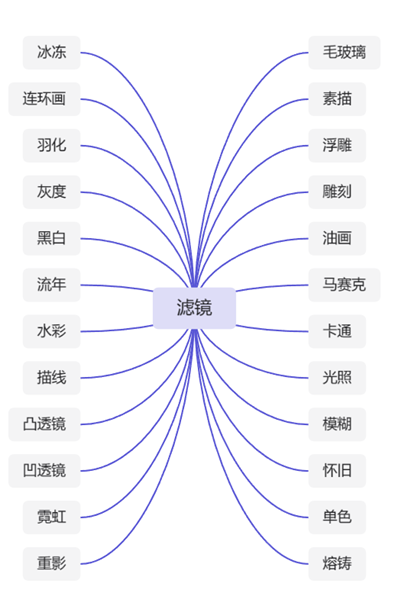 冰冻
连环画
羽化
灰度
黑白
流年
水彩
描线
凸透镜
凹透镜
霓虹
重影
滤镜
毛玻璃
素描
浮雕
雕刻
油画
马赛克
卡通
光照
模糊
怀旧
单色
熔铸